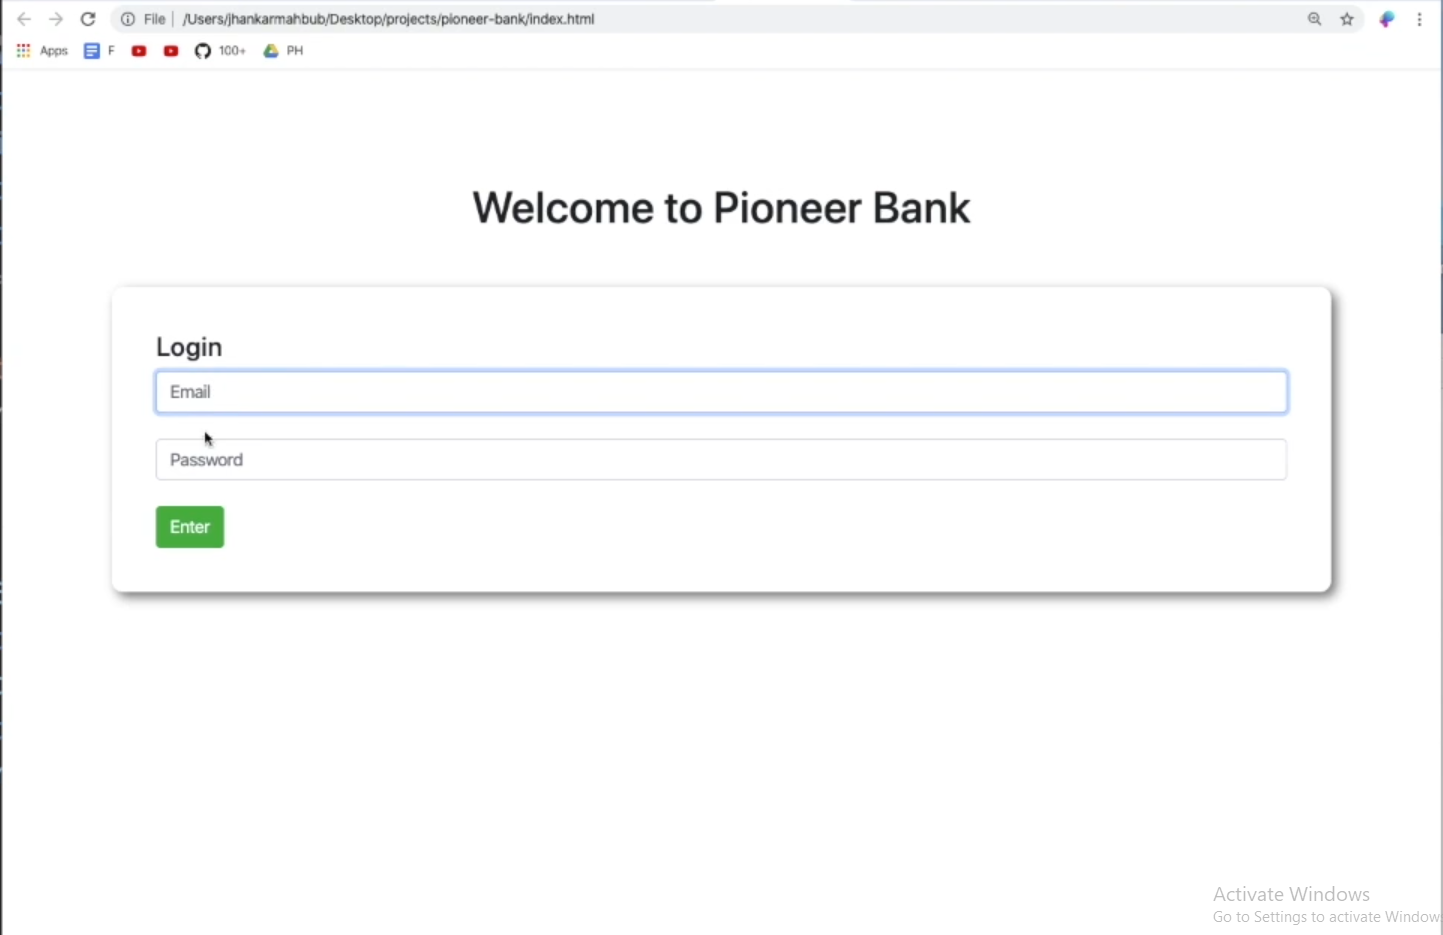 File | /Users/jhankarmahbub/Desktop/projects/pioneer-bank/index.html
Apps F 100+ PH
Welcome to Pioneer Bank
Login
Email
Password
Enter
Activate Windows
Go to Settings to activate Window